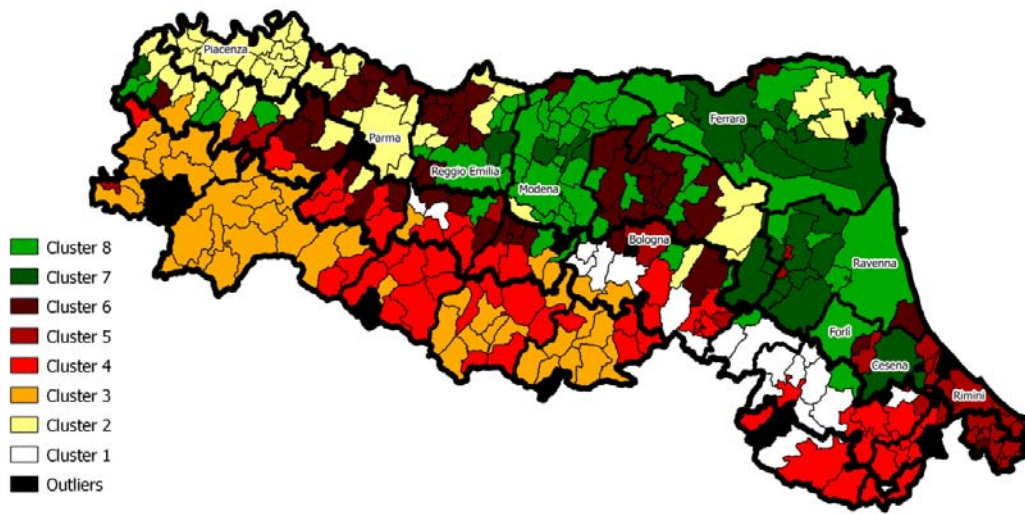 Piacenza
Parma
Reggio Emilia
Modena
Ferrara
Bologna
Ravenna
Forlì
Cesena
Rimini
Cluster 8
Cluster 7
Cluster 6
Cluster 5
Cluster 4
Cluster 3
Cluster 2
Cluster 1
Outliers